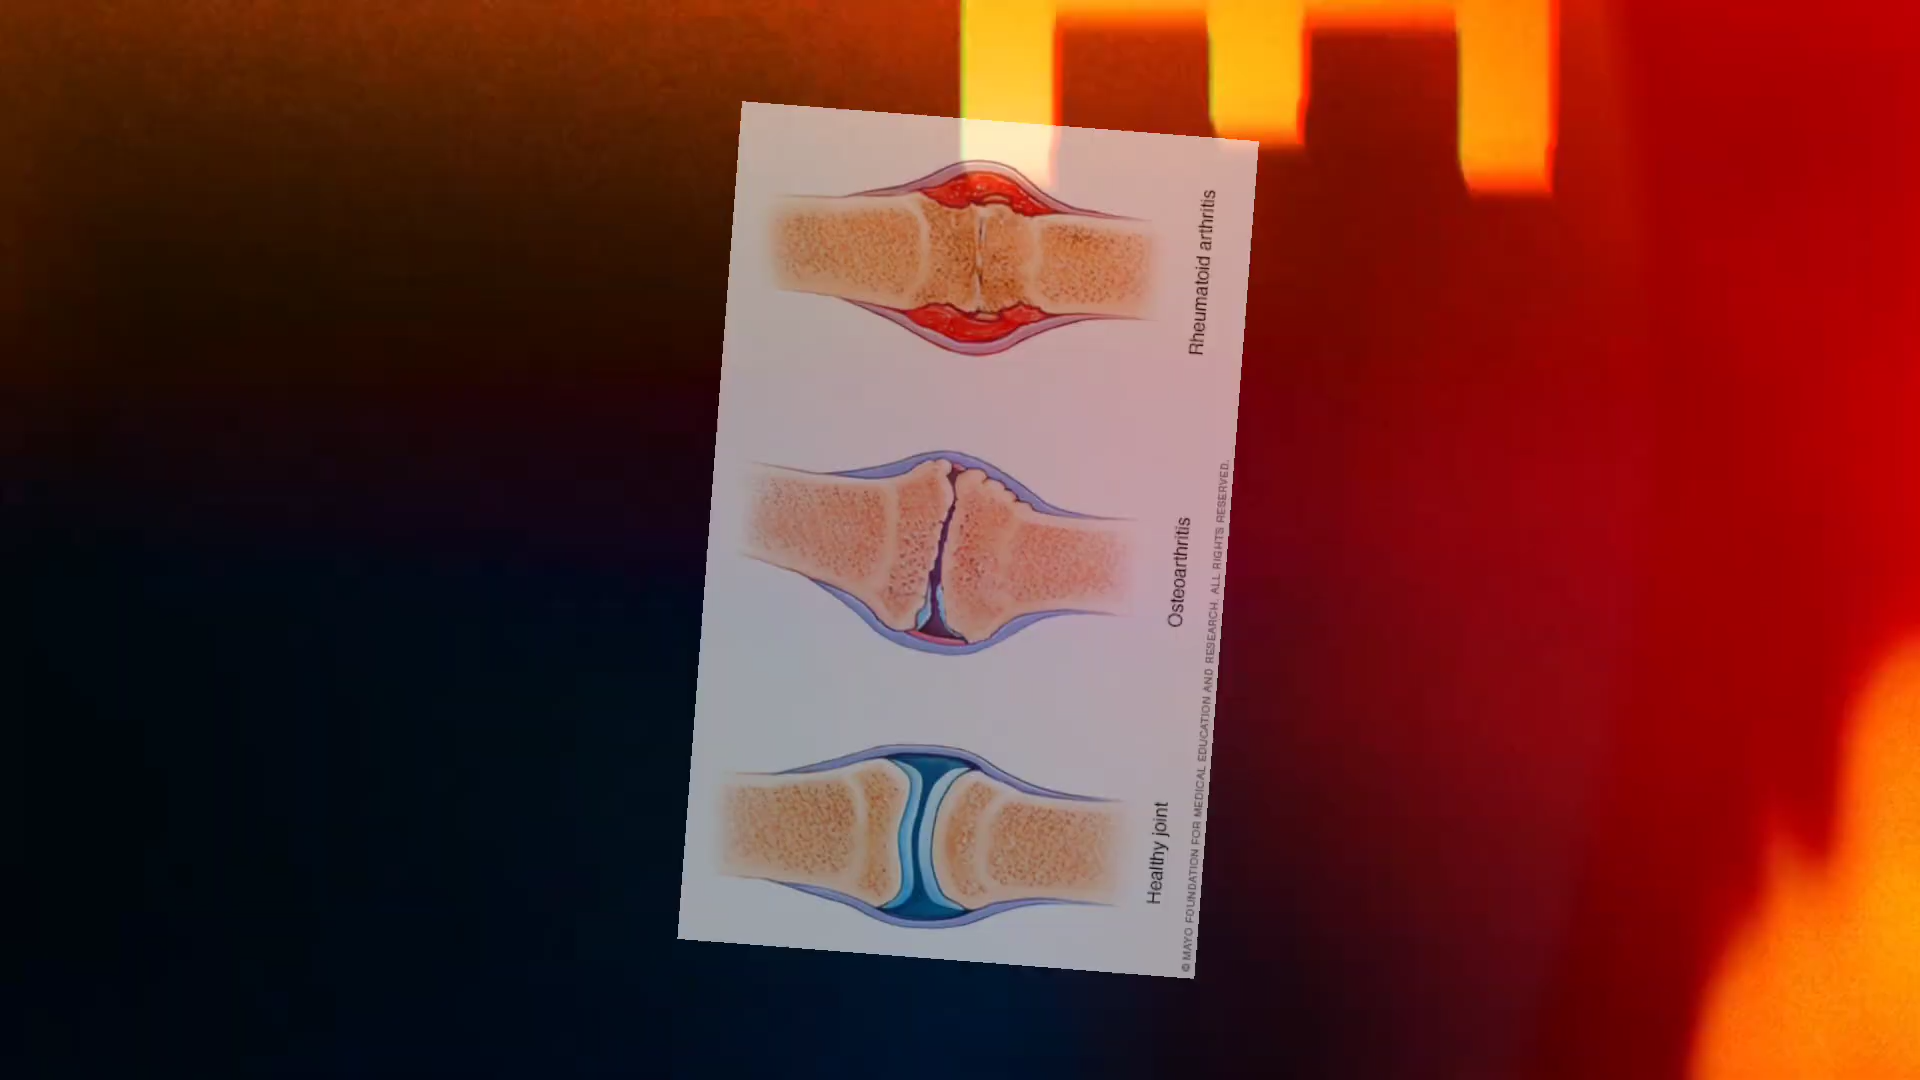 Healthy joint
Osteoarthritis
Rheumatoid arthritis
© MAYO FOUNDATION FOR MEDICAL EDUCATION AND RESEARCH. ALL RIGHTS RESERVED.